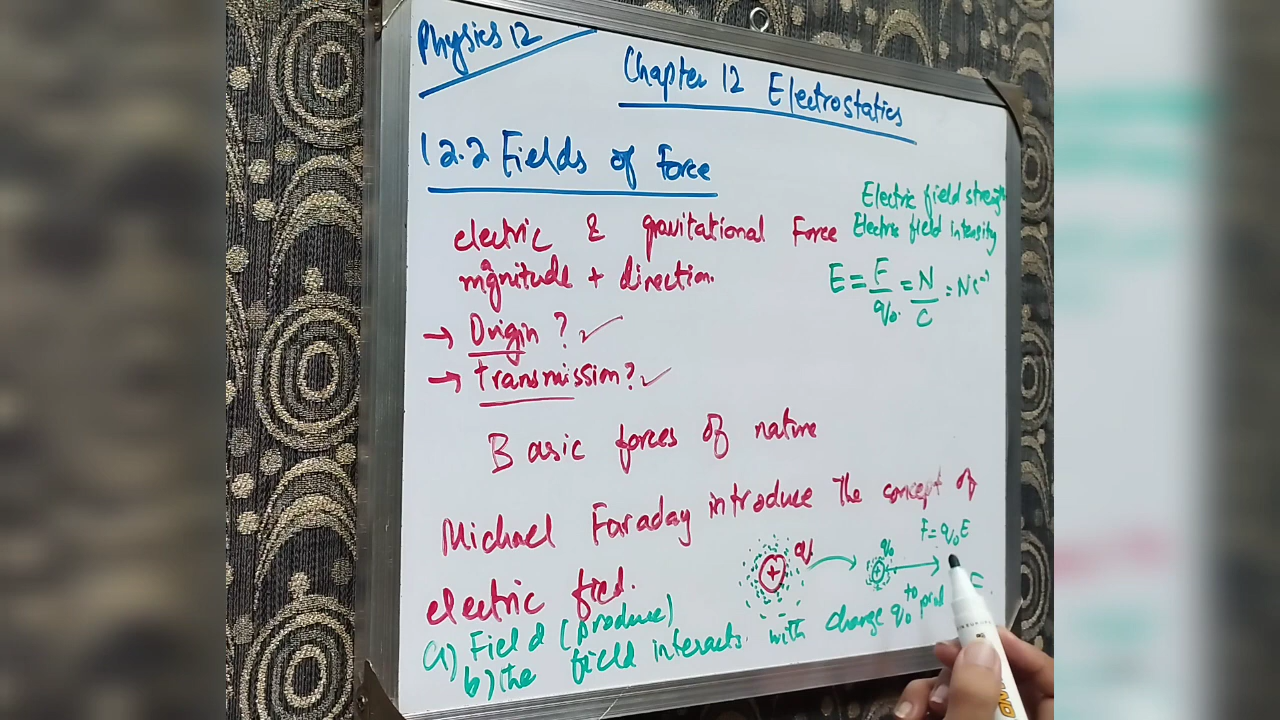 Physics 12
Chapter 12 Electrostatics
12.2 Fields of Force
electric & gravitational Force
mgnitude + direction.
→ Origin? ✓
→ transmission? ✓
Basic forces of nature
Michael Faraday introduce The concept of
electric field.
Electric field strength
Electric field intensity
E = F/q₀ = N/C = NC⁻¹
q
+
q₀
+
F = q₀E
a) Field (produce)
b) the field interacts with charge q₀ to prod